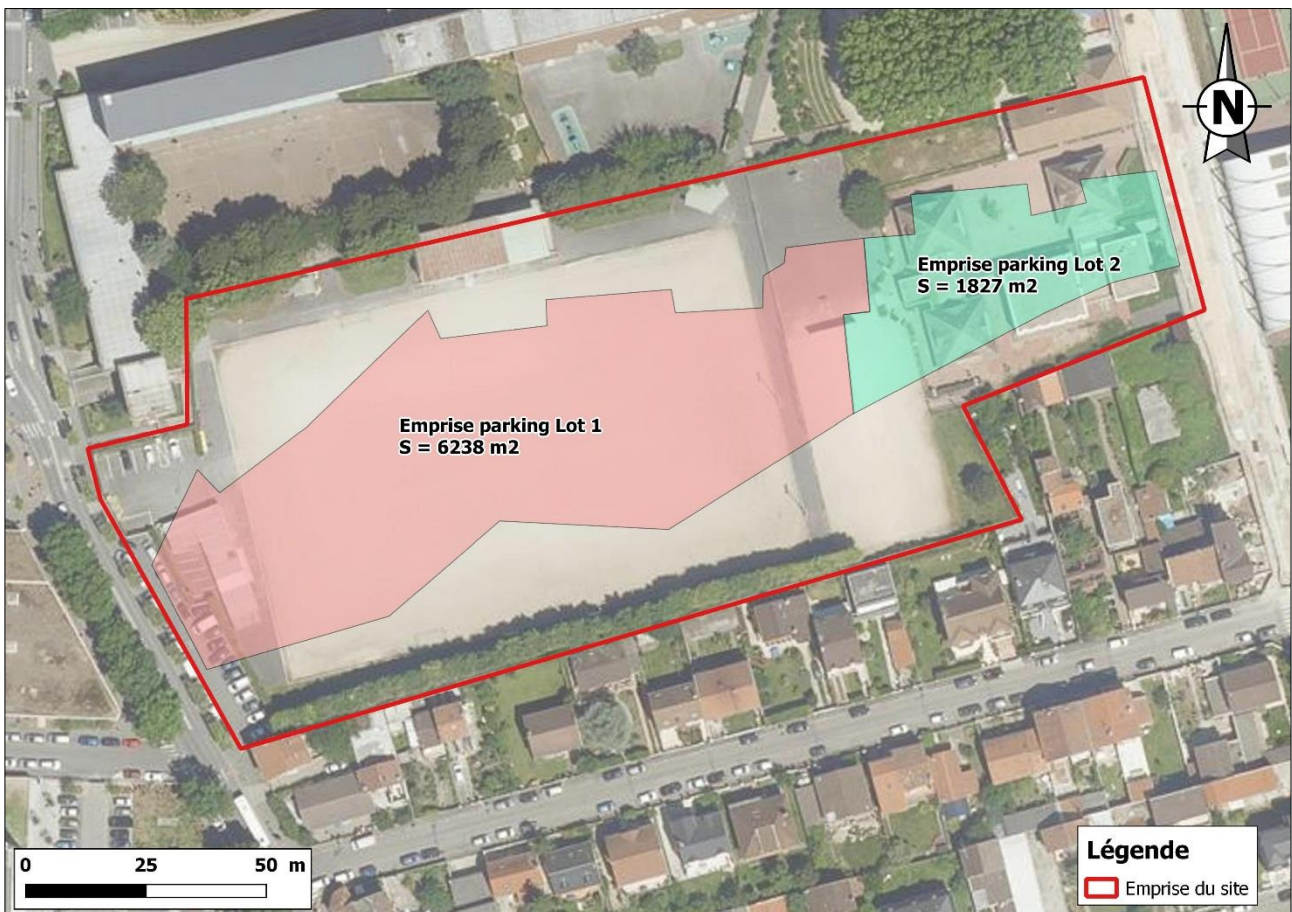 N
Emprise parking Lot 2
S = 1827 m2
Emprise parking Lot 1
S = 6238 m2
0 25 50 m
Légende
Emprise du site